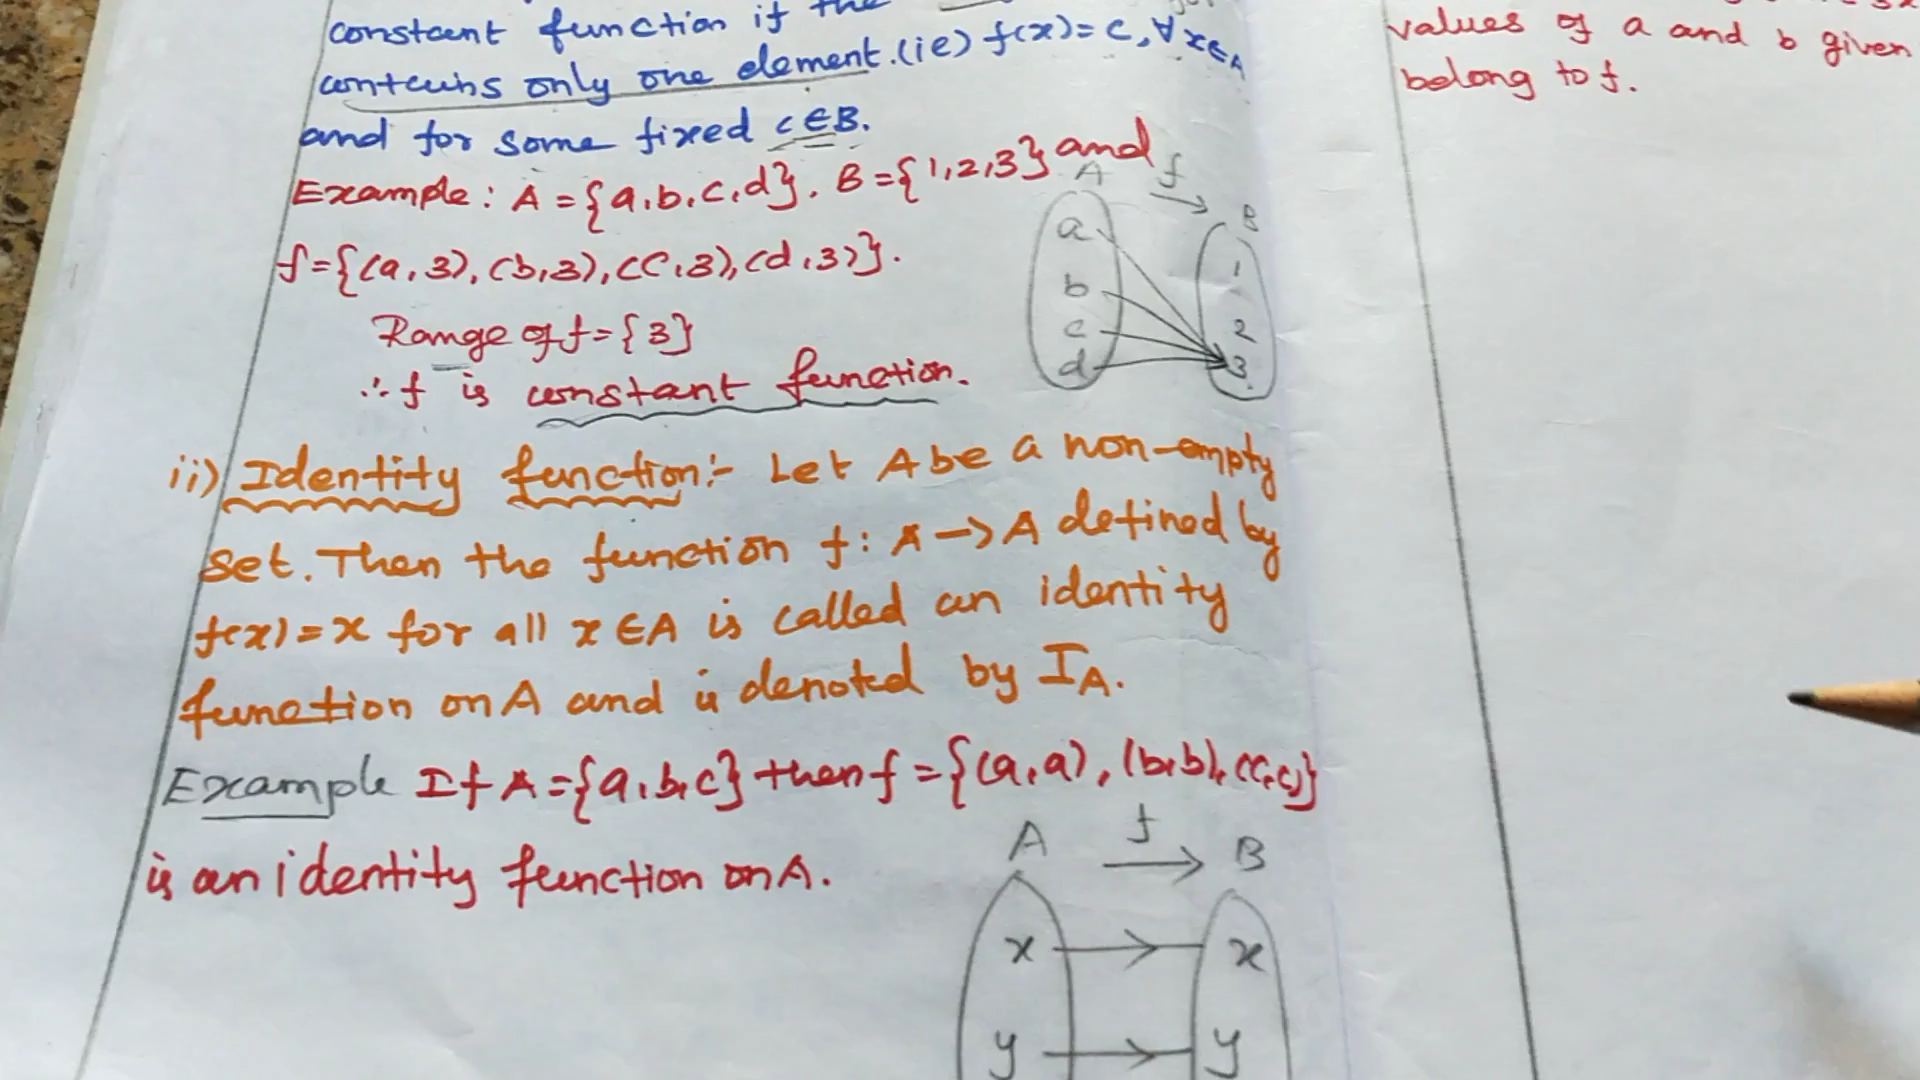 constant function if the
contains only one element.(ie) f(x)=c,∀x∈A
and for some fixed c∈B.
Example: A={a,b,c,d}. B={1,2,3} and
f={(a,3),(b,3),(c,3),(d,3)}.
Range of f={3}
∴ f is constant function.
A f B
a 1
b 2
c 3
d
ii) Identity function:- Let A be a non-empty
set. Then the function f: A→A defined by
f(x)=x for all x∈A is called an identity
function on A and is denoted by I_A.
Example If A={a,b,c} then f={(a,a),(b,b),(c,c)}
is an identity function on A.
A f B
x x
y y
values of a and b given
belong to f.